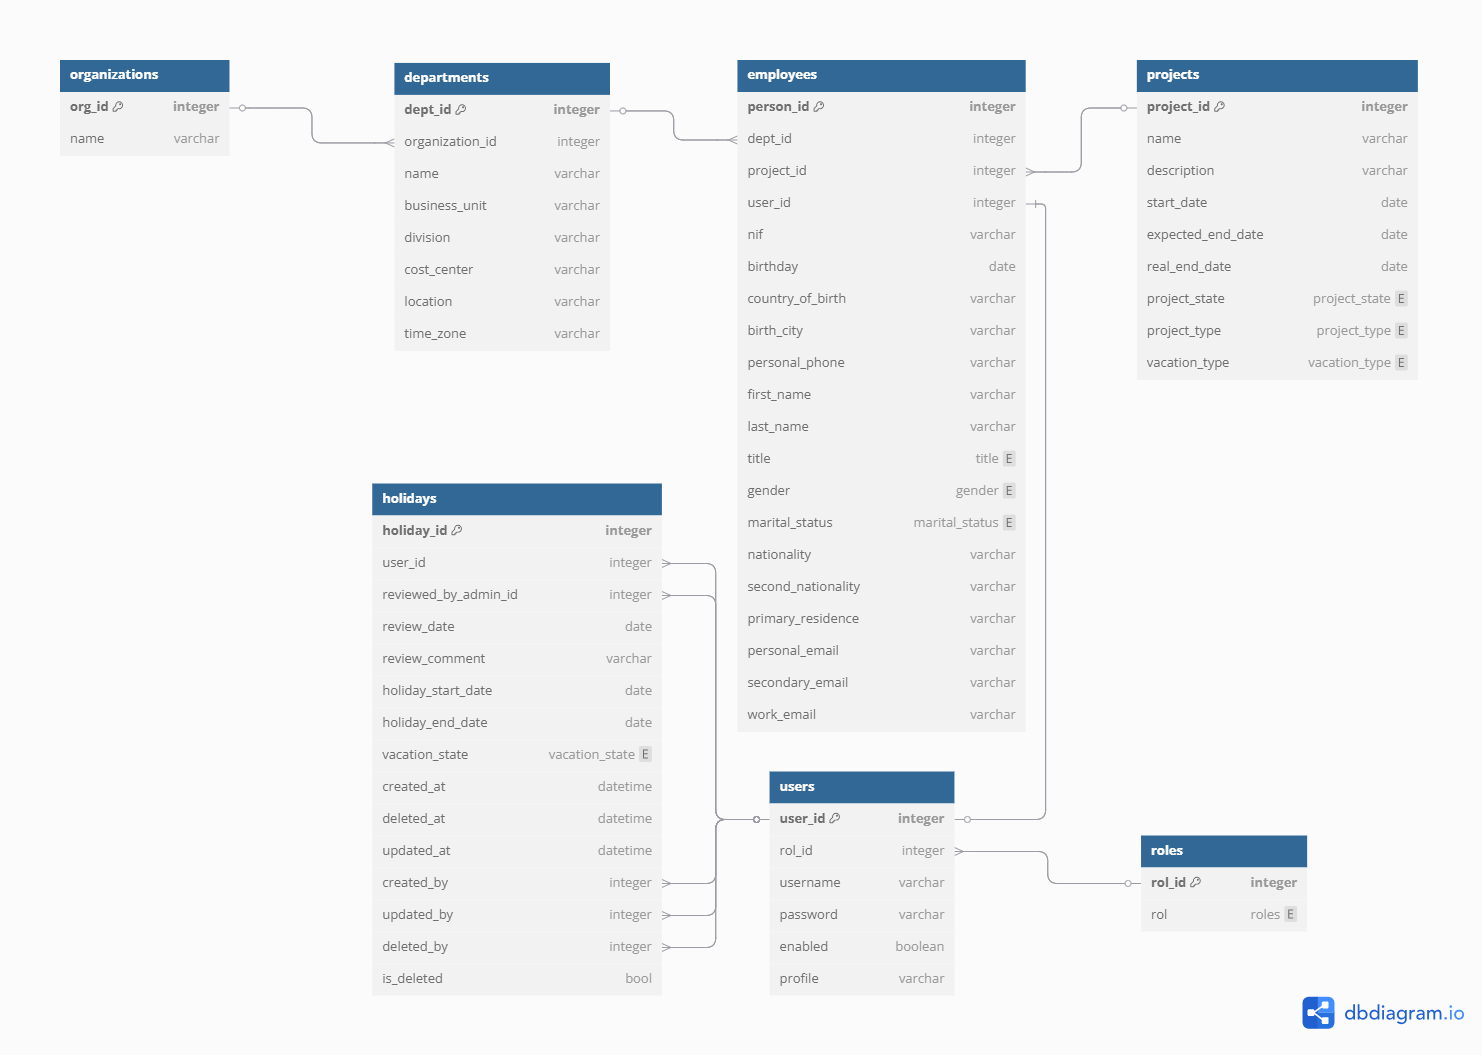 organizations
org_id integer
name varchar
departments
dept_id integer
organization_id integer
name varchar
business_unit varchar
division varchar
cost_center varchar
location varchar
time_zone varchar
employees
person_id integer
dept_id integer
project_id integer
user_id integer
nif varchar
birthday date
country_of_birth varchar
birth_city varchar
personal_phone varchar
first_name varchar
last_name varchar
title title E
gender gender E
marital_status marital_status E
nationality varchar
second_nationality varchar
primary_residence varchar
personal_email varchar
secondary_email varchar
work_email varchar
projects
project_id integer
name varchar
description varchar
start_date date
expected_end_date date
real_end_date date
project_state project_state E
project_type project_type E
vacation_type vacation_type E
holidays
holiday_id integer
user_id integer
reviewed_by_admin_id integer
review_date date
review_comment varchar
holiday_start_date date
holiday_end_date date
vacation_state vacation_state E
created_at datetime
deleted_at datetime
updated_at datetime
created_by integer
updated_by integer
deleted_by integer
is_deleted bool
users
user_id integer
rol_id integer
username varchar
password varchar
enabled boolean
profile varchar
roles
rol_id integer
rol roles E
dbdiagram.io